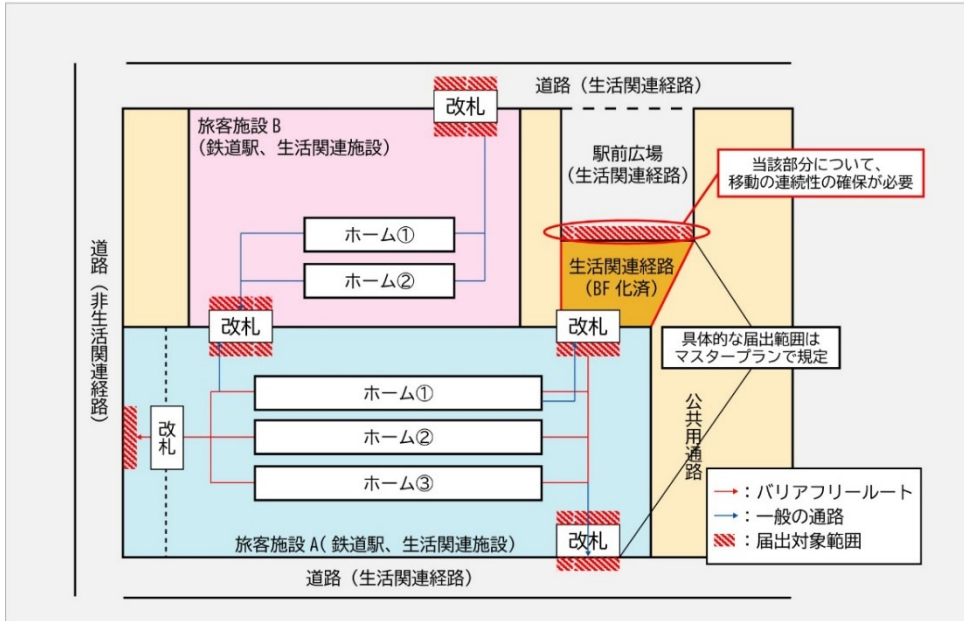 道路（生活関連経路）
改札
旅客施設 B
（鉄道駅、生活関連施設）
駅前広場
（生活関連経路）
当該部分について、
移動の連続性の確保が必要
ホーム①
ホーム②
生活関連経路
（BF 化済）
道路（非生活関連経路）
改札
改札
具体的な届出範囲は
マスタープランで規定
ホーム①
ホーム②
ホーム③
改札
公共用通路
旅客施設 A( 鉄道駅、生活関連施設）
改札
道路（生活関連経路）
：バリアフリールート
：一般の通路
：届出対象範囲